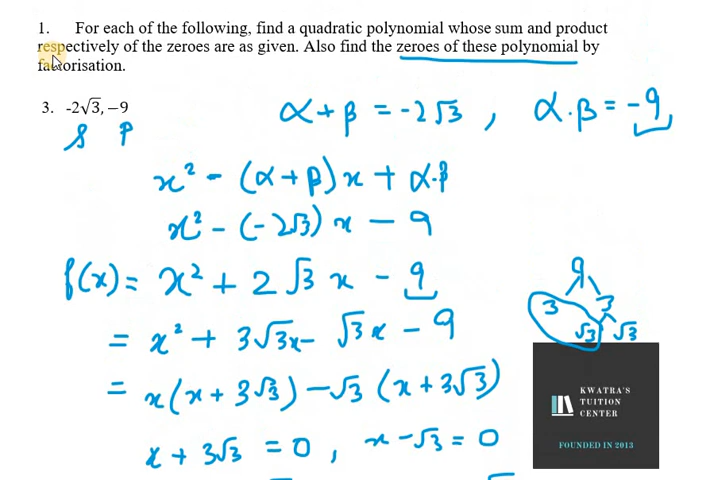 1. For each of the following, find a quadratic polynomial whose sum and product
respectively of the zeroes are as given. Also find the zeroes of these polynomial by
factorisation.
3. -2√3, −9
S P
α + β = -2√3 , α.β = -9
x² - (α+β)x + α.β
x² - (-2√3)x - 9
f(x) = x² + 2√3 x - 9
9
3 3
√3 √3
= x² + 3√3x - √3x - 9
= x(x+3√3) - √3 (x+3√3)
x + 3√3 = 0 , x - √3 = 0
KWATRA'S
TUITION
CENTER
FOUNDED IN 2013